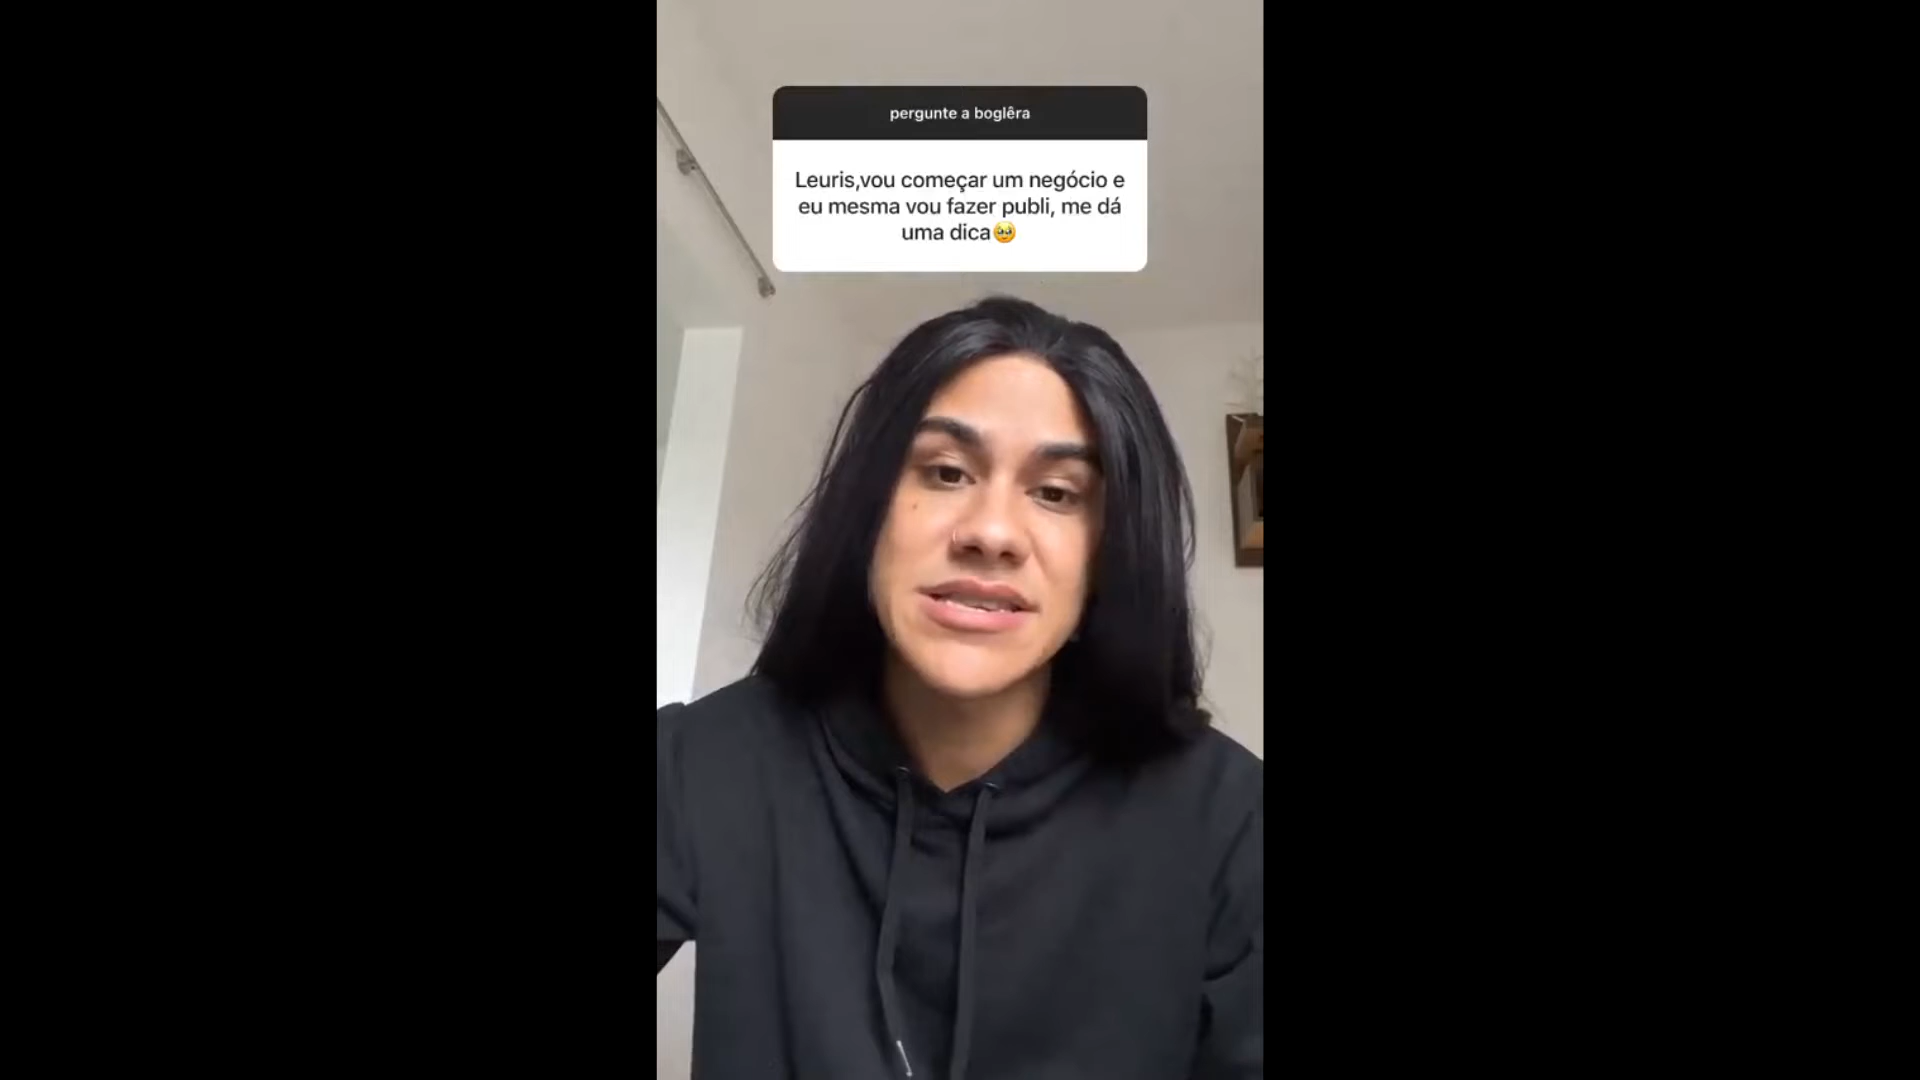 pergunte a boglêra
Leuris,vou começar um negócio e
eu mesma vou fazer publi, me dá
uma dica🥹